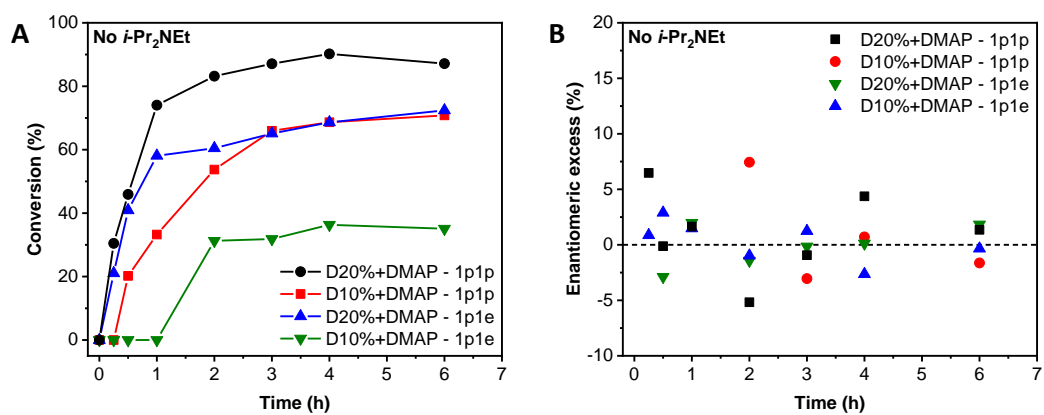 A
No i-Pr₂NEt
100
80
60
40
20
0
Conversion (%)
D20%+DMAP - 1p1p
D10%+DMAP - 1p1p
D20%+DMAP - 1p1e
D10%+DMAP - 1p1e
0 1 2 3 4 5 6 7
Time (h)
B
No i-Pr₂NEt
20
15
10
5
0
-5
-10
Enantiomeric excess (%)
D20%+DMAP - 1p1p
D10%+DMAP - 1p1p
D20%+DMAP - 1p1e
D10%+DMAP - 1p1e
0 1 2 3 4 5 6 7
Time (h)